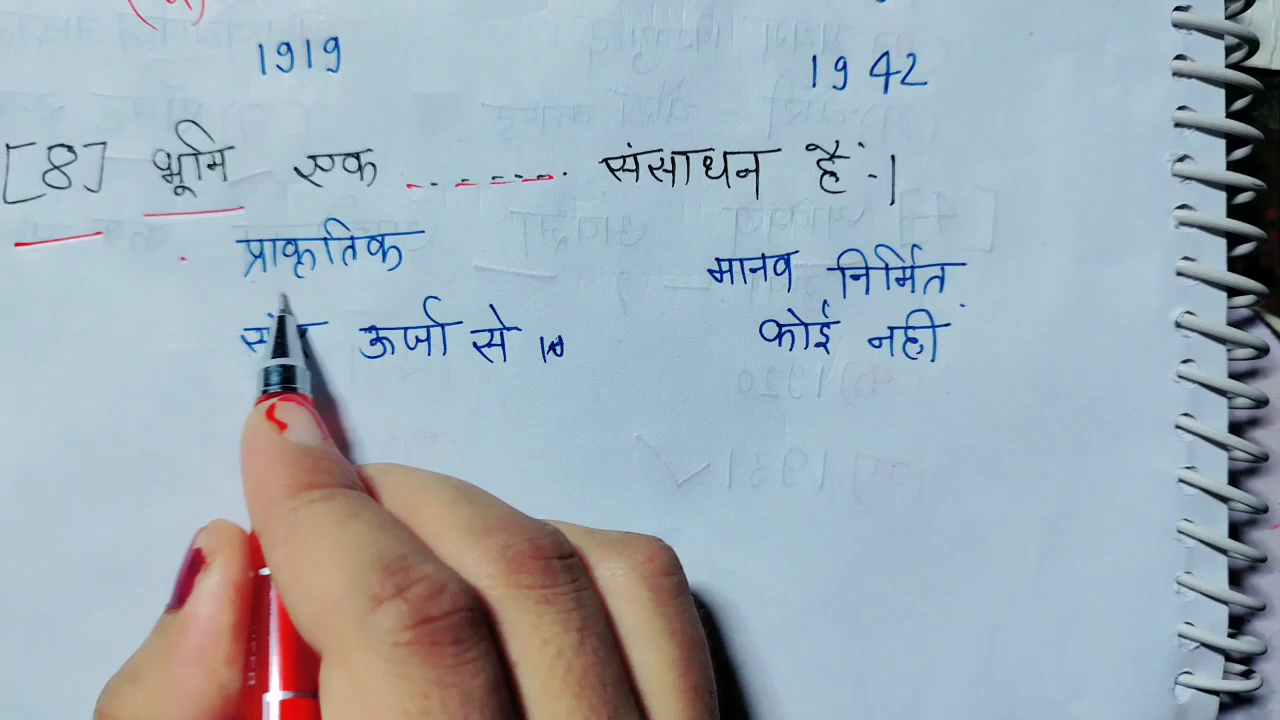 1919 1942
[8] भूमि एक ......... संसाधन हैं ।
प्राकृतिक मानव निर्मित
ऊर्जा से कोई नही